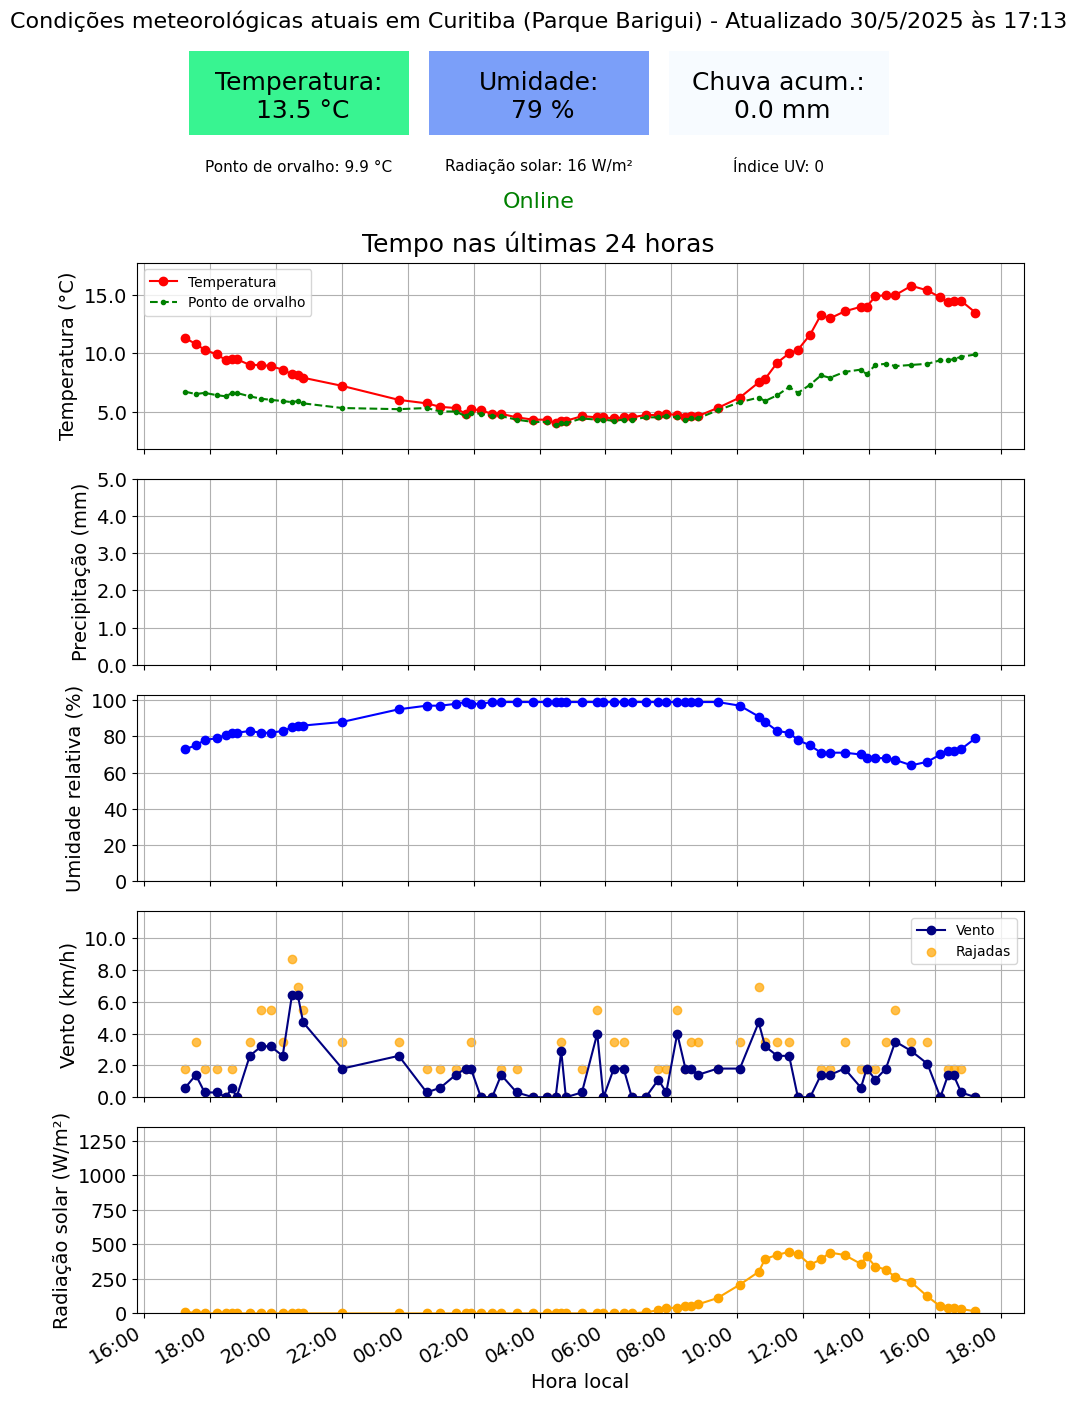 Condições meteorológicas atuais em Curitiba (Parque Barigui) - Atualizado 30/5/2025 às 17:13
Temperatura:
13.5 °C
Umidade:
79 %
Chuva acum.:
0.0 mm
Ponto de orvalho: 9.9 °C
Radiação solar: 16 W/m²
Índice UV: 0
Online
Tempo nas últimas 24 horas
Temperatura (°C)
15.0
10.0
5.0
Temperatura
Ponto de orvalho
Precipitação (mm)
5.0
4.0
3.0
2.0
1.0
0.0
Umidade relativa (%)
100
80
60
40
20
0
Vento (km/h)
10.0
8.0
6.0
4.0
2.0
0.0
Vento
Rajadas
Radiação solar (W/m²)
1250
1000
750
500
250
0
16:00
18:00
20:00
22:00
00:00
02:00
04:00
06:00
08:00
10:00
12:00
14:00
16:00
18:00
Hora local